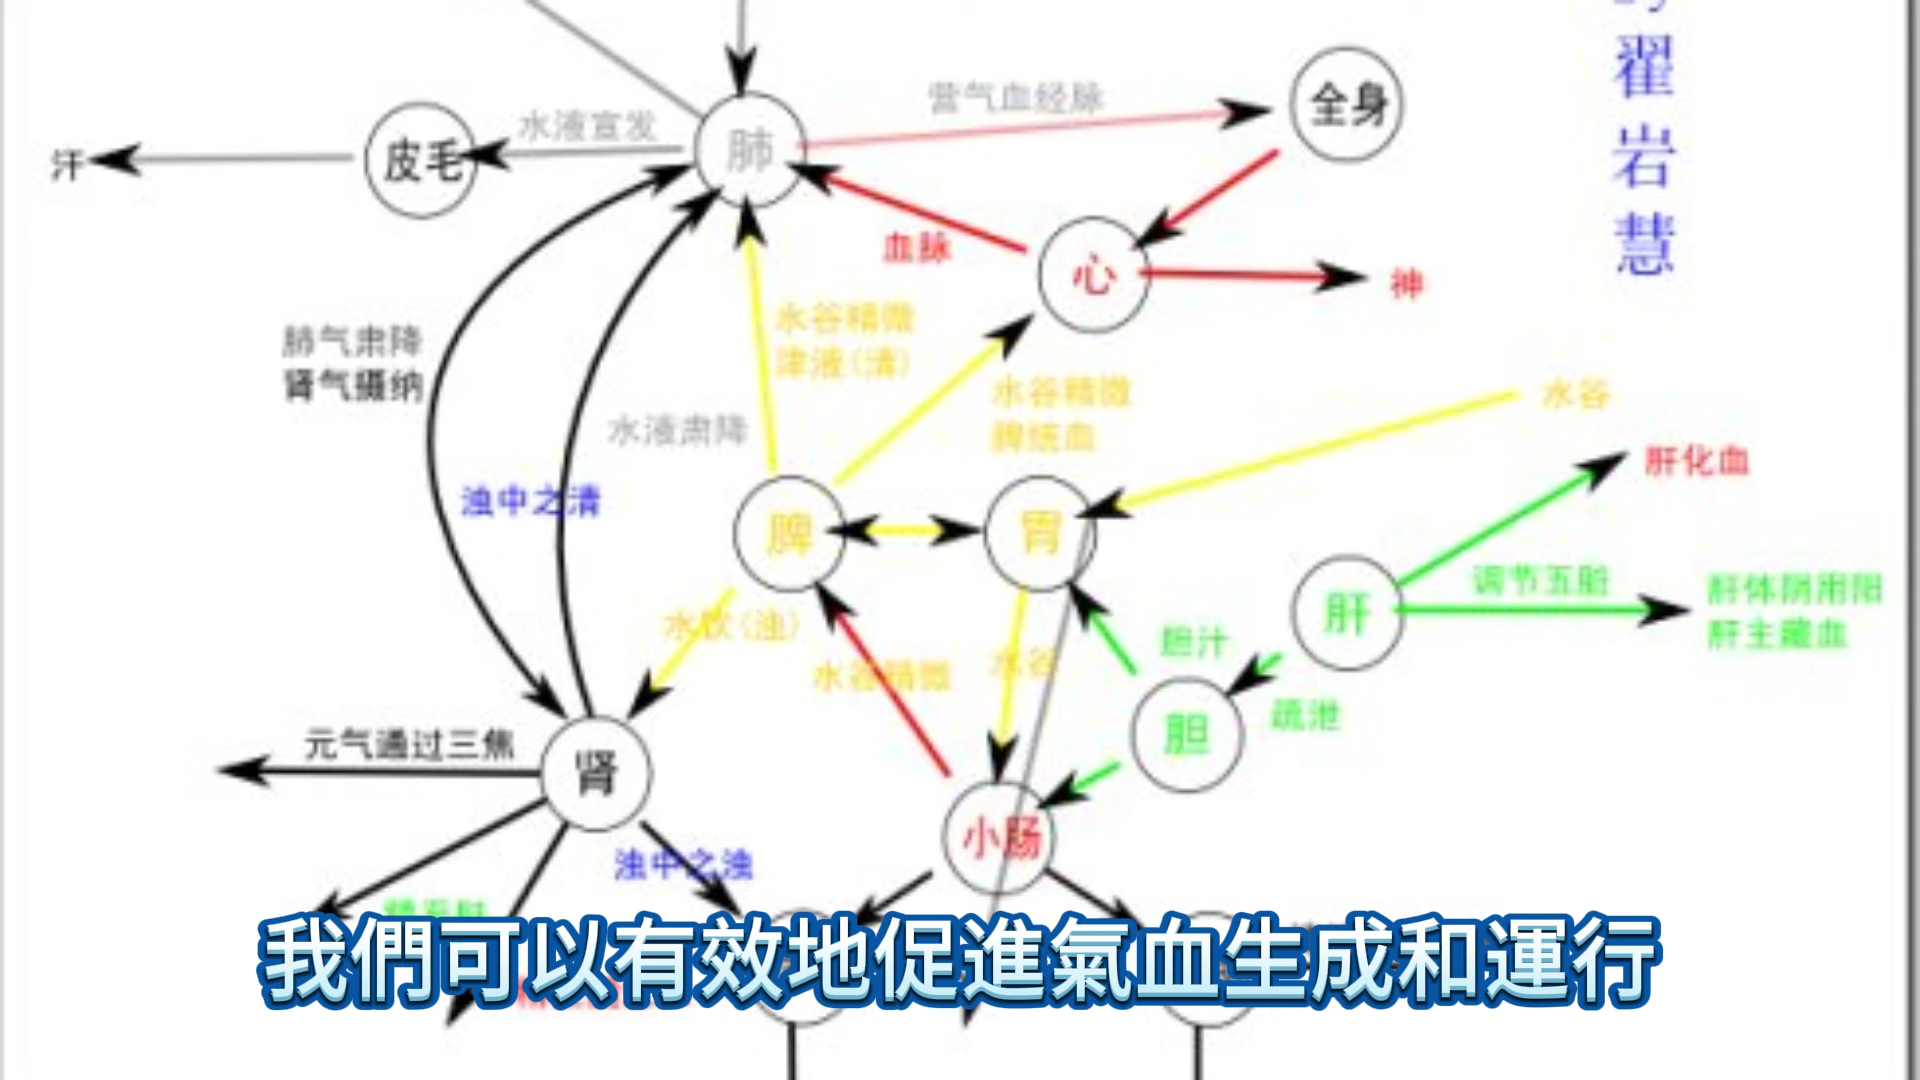 翟岩慧
营气血经脉
全身
水液宣发
肺
汗
皮毛
血脉
心
神
水谷精微
津液(清)
肺气肃降
肾气摄纳
水谷精微
脾统血
水谷
水液肃降
肝化血
浊中之清
脾
胃
调节五脏
肝体阴用阳
肝主藏血
肝
水饮(浊)
胆汁
水谷精微
水谷
疏泄
胆
元气通过三焦
肾
小肠
浊中之浊
我們可以有效地促進氣血生成和運行